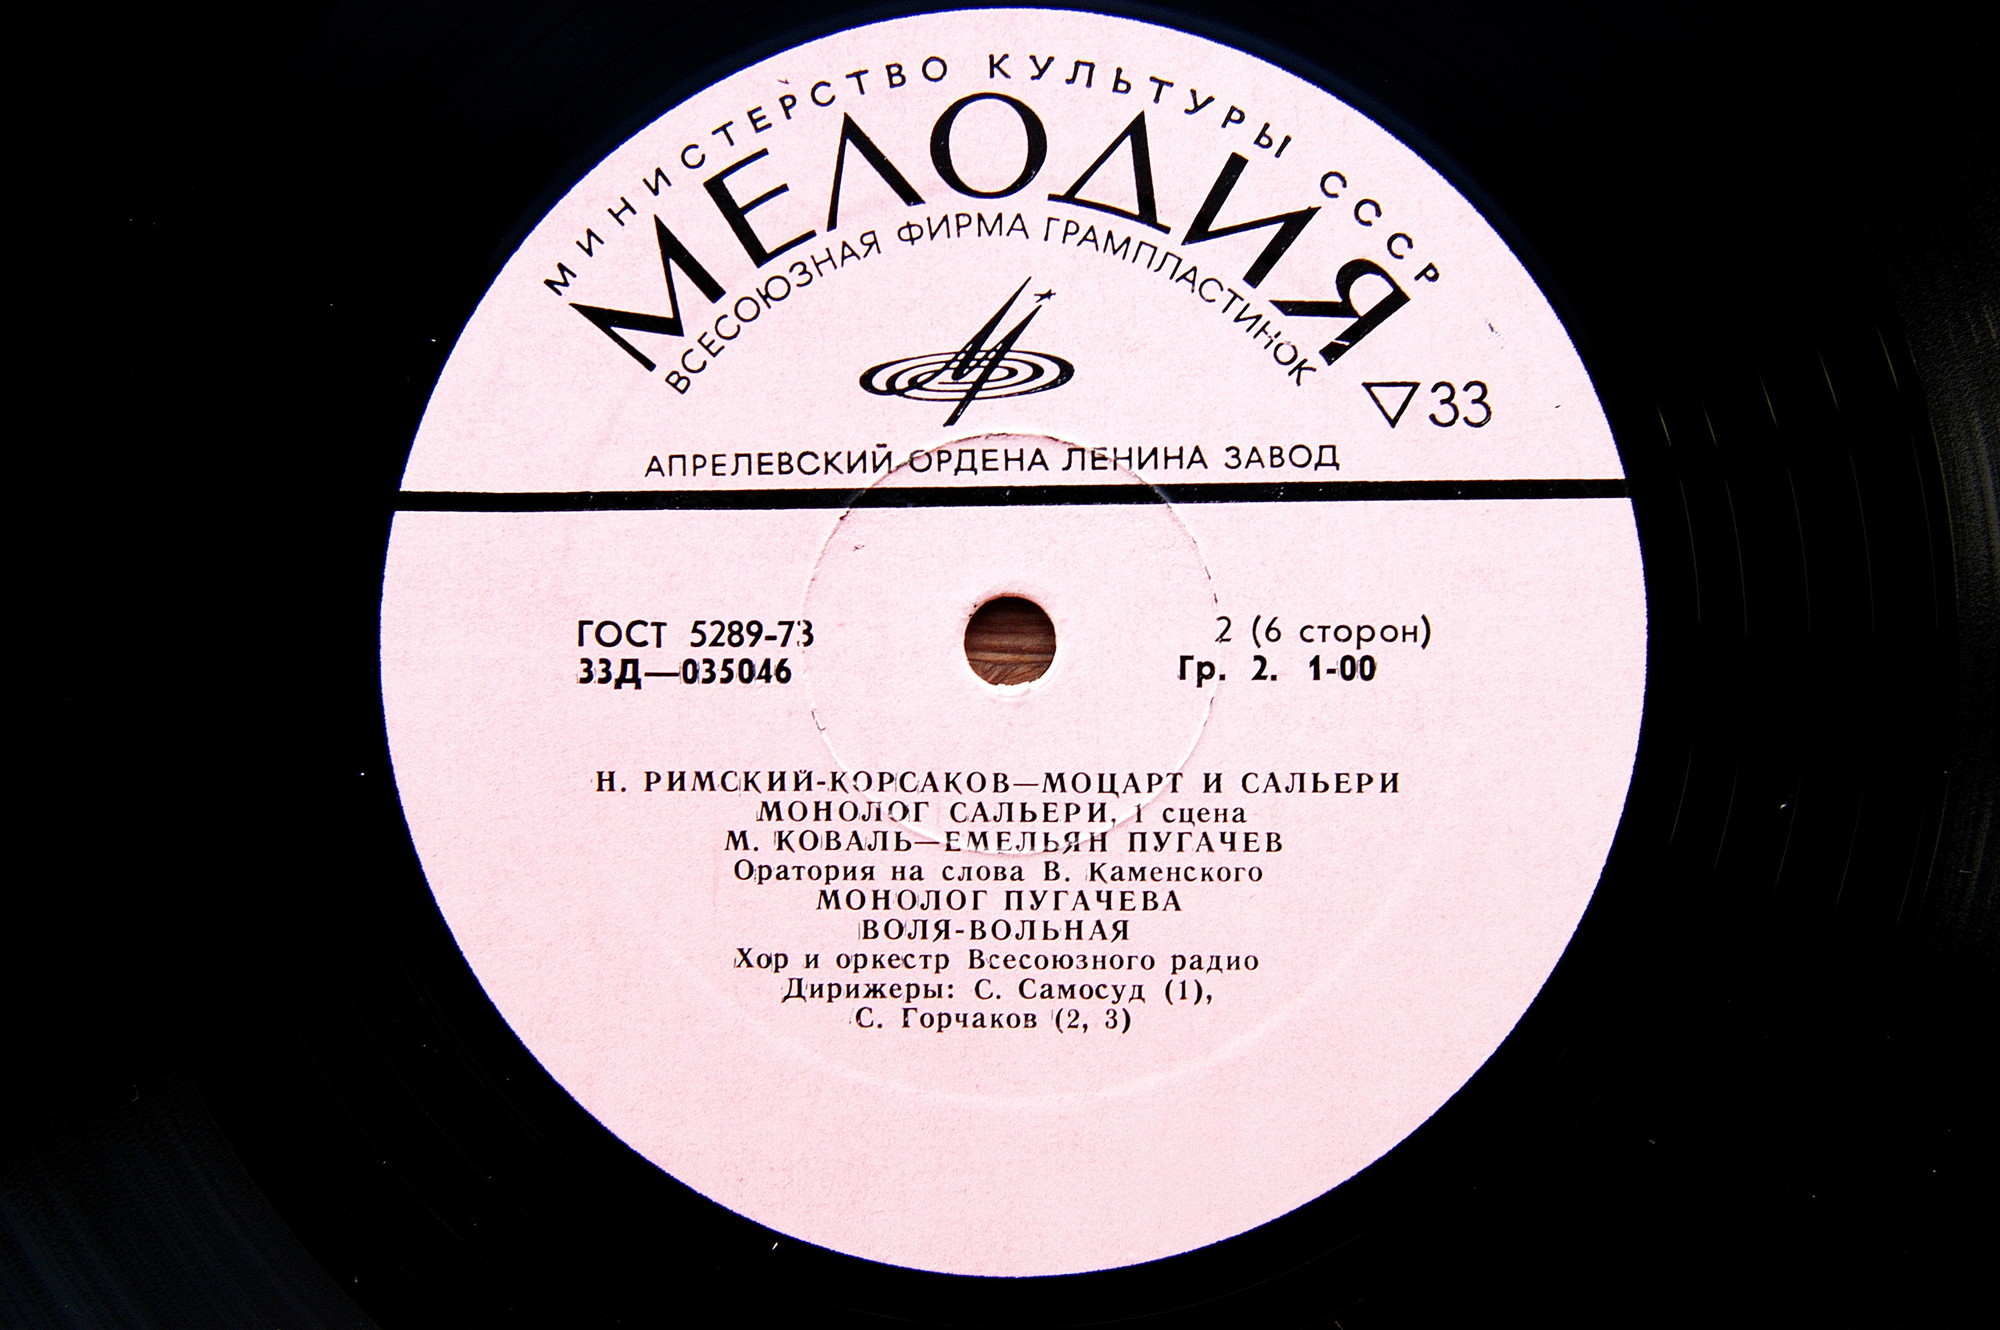 МИНИСТЕРСТВО КУЛЬТУРЫ СССР
МЕЛОДИЯ
ВСЕСОЮЗНАЯ ФИРМА ГРАМПЛАСТИНОК
▽33
АПРЕЛЕВСКИЙ ОРДЕНА ЛЕНИНА ЗАВОД
ГОСТ 5289-73
2 (6 сторон)
33Д—035046
Гр. 2. 1-00
Н. РИМСКИЙ-КОРСАКОВ—МОЦАРТ И САЛЬЕРИ
МОНОЛОГ САЛЬЕРИ, 1 сцена
М. КОВАЛЬ—ЕМЕЛЬЯН ПУГАЧЕВ
Оратория на слова В. Каменского
МОНОЛОГ ПУГАЧЕВА
ВОЛЯ-ВОЛЬНАЯ
Хор и оркестр Всесоюзного радио
Дирижеры: С. Самосуд (1),
С. Горчаков (2, 3)